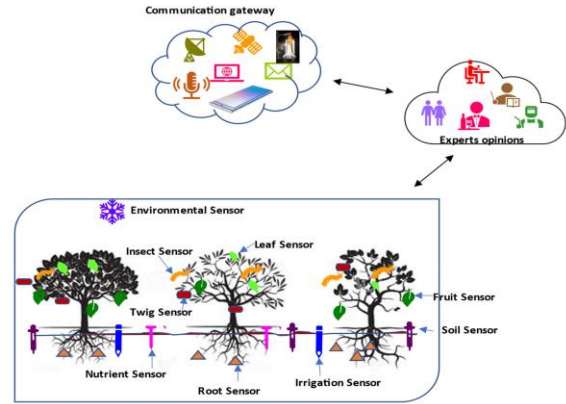 Communication gateway
Experts opinions
Environmental Sensor
Insect Sensor
Leaf Sensor
Twig Sensor
Fruit Sensor
Soil Sensor
Nutrient Sensor
Root Sensor
Irrigation Sensor